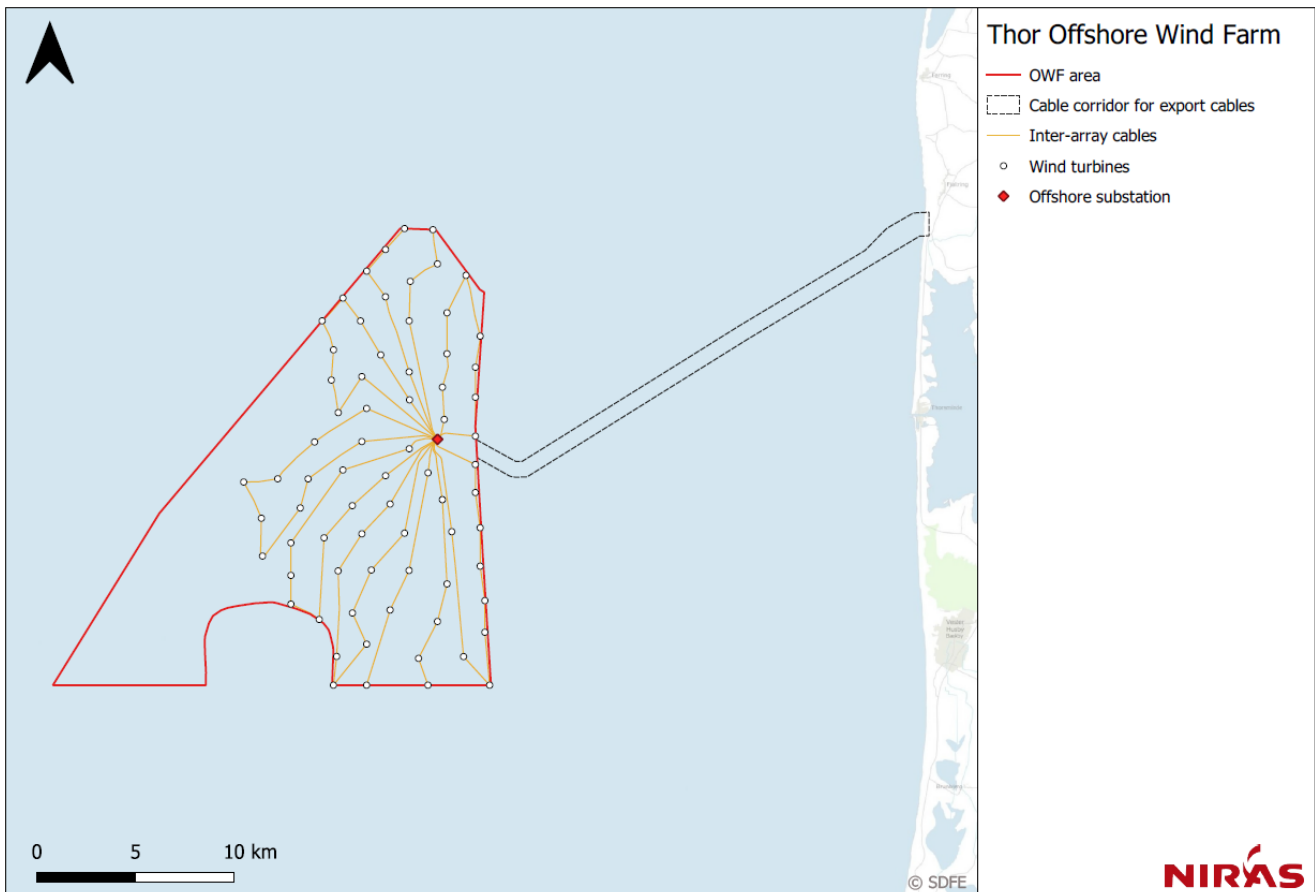 Thor Offshore Wind Farm
OWF area
Cable corridor for export cables
Inter-array cables
Wind turbines
Offshore substation
0 5 10 km
© SDFE
NIRAS